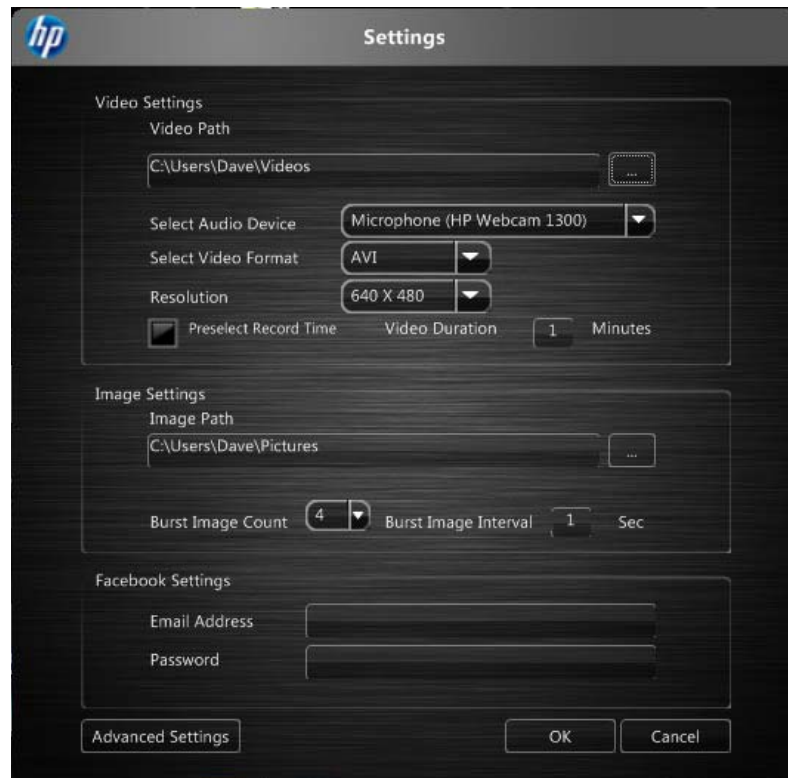 hp
Settings
Video Settings
Video Path
C:\Users\Dave\Videos
...
Select Audio Device Microphone (HP Webcam 1300)
Select Video Format AVI
Resolution 640 X 480
Preselect Record Time Video Duration 1 Minutes
Image Settings
Image Path
C:\Users\Dave\Pictures
...
Burst Image Count 4 Burst Image Interval 1 Sec
Facebook Settings
Email Address
Password
Advanced Settings OK Cancel